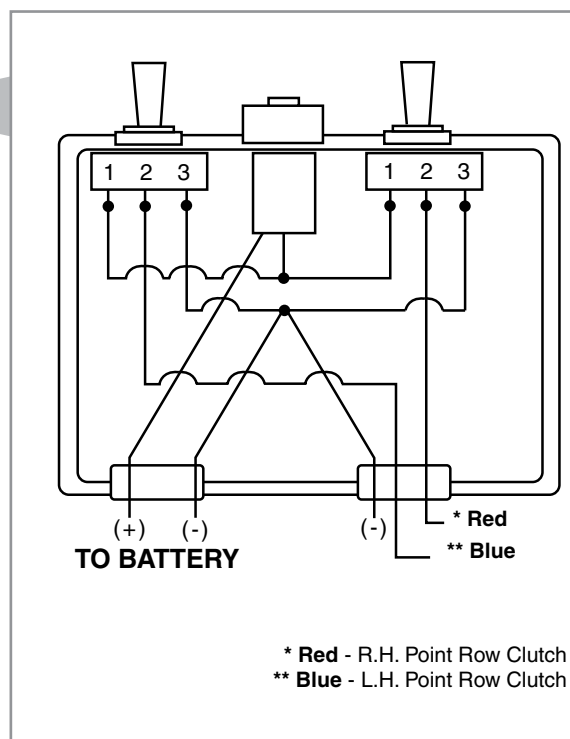 1 2 3
1 2 3
(+) (-) (-)
* Red
TO BATTERY
** Blue
* Red - R.H. Point Row Clutch
** Blue - L.H. Point Row Clutch